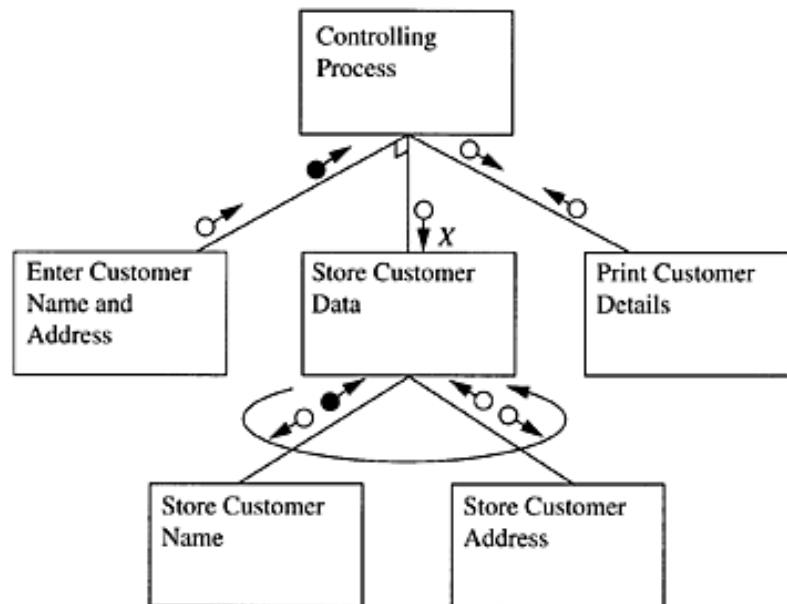 Controlling
Process
X
Enter Customer
Name and
Address
Store Customer
Data
Print Customer
Details
Store Customer
Name
Store Customer
Address